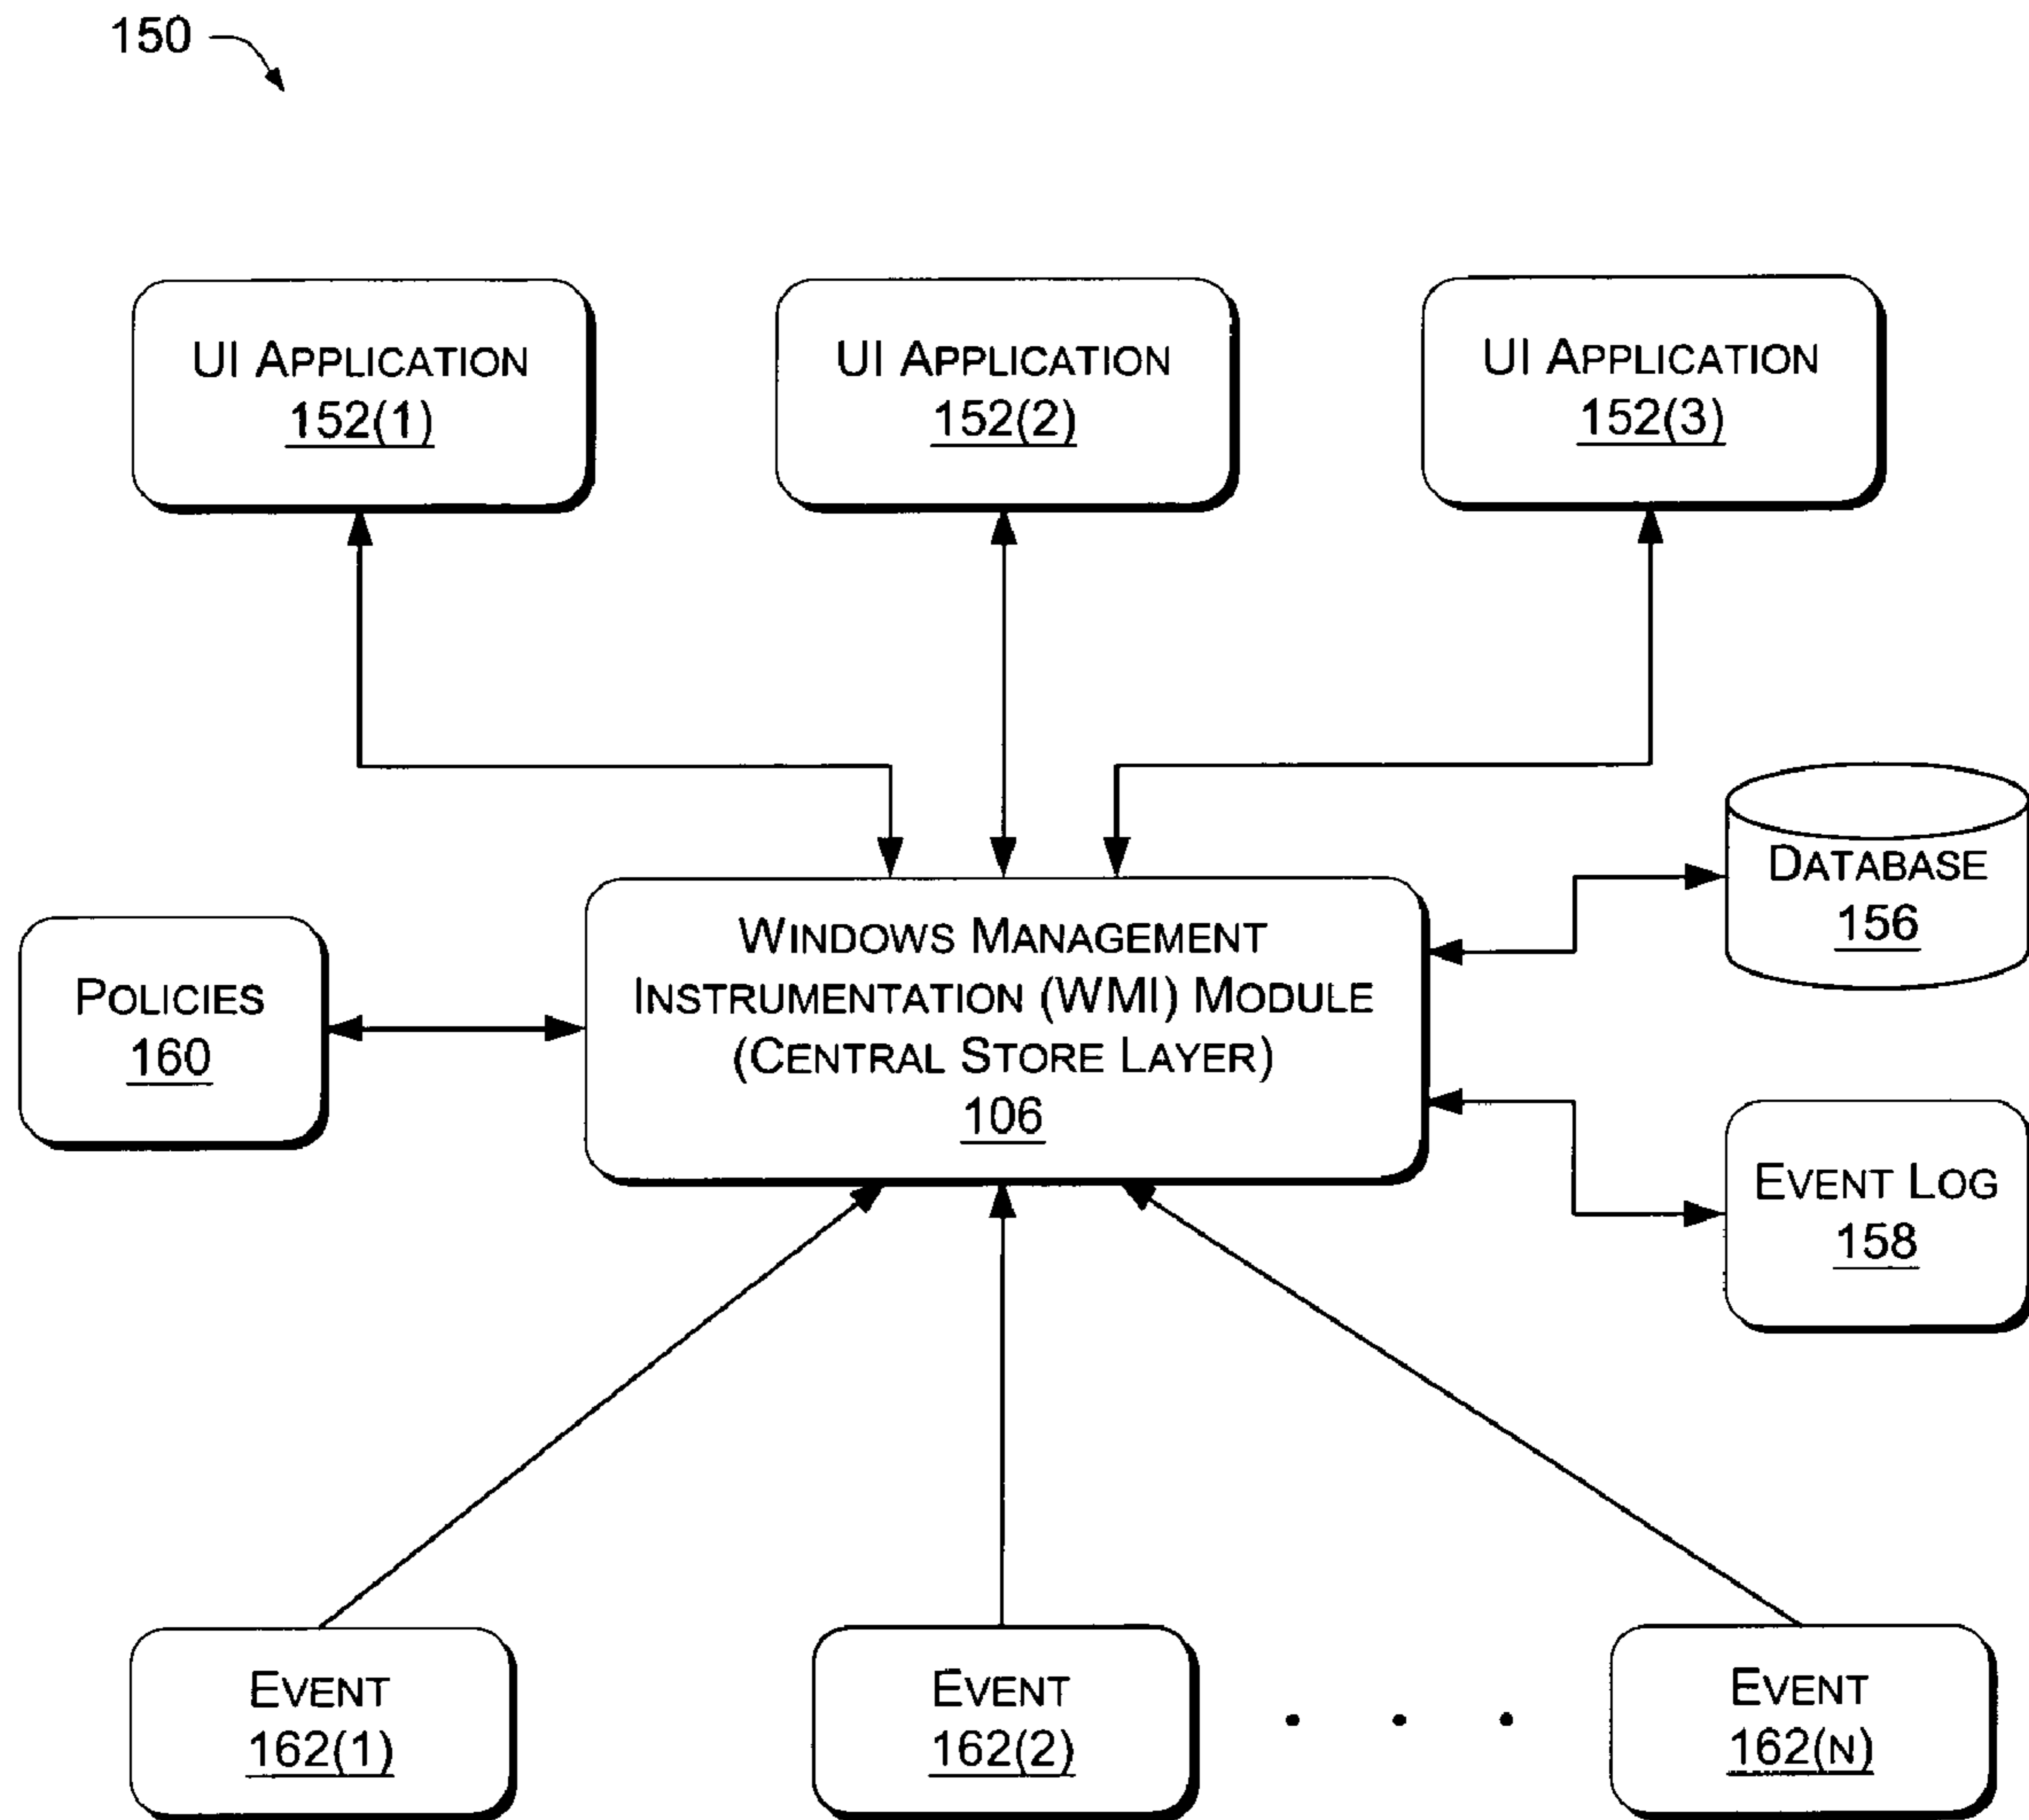 150
UI APPLICATION
152(1)
UI APPLICATION
152(2)
UI APPLICATION
152(3)
DATABASE
156
POLICIES
160
WINDOWS MANAGEMENT
INSTRUMENTATION (WMI) MODULE
(CENTRAL STORE LAYER)
106
EVENT LOG
158
EVENT
162(1)
EVENT
162(2)
. . .
EVENT
162(N)